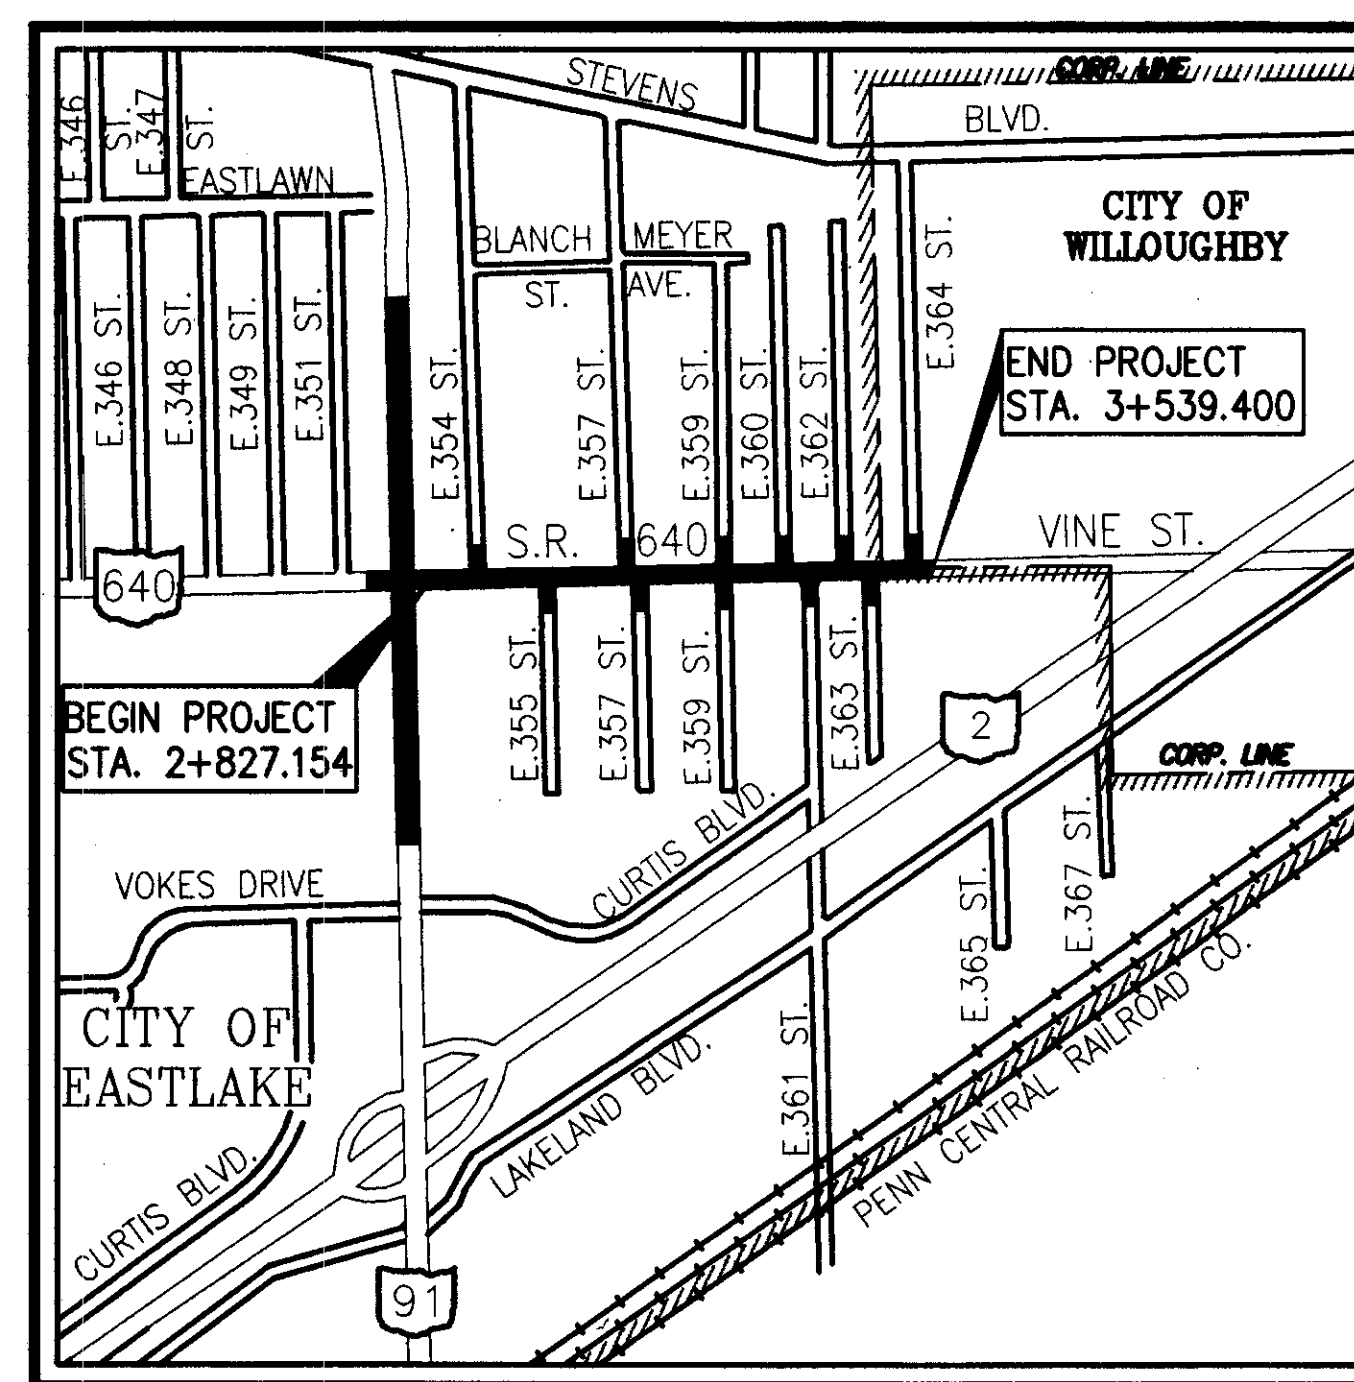 CORP. LINE
STEVENS
BLVD.
E.346
ST.
E.347
ST.
EASTLAWN
CITY OF
WILLOUGHBY
BLANCH
ST.
MEYER
AVE.
E.364 ST.
E.346 ST.
E.348 ST.
E.349 ST.
E.351 ST.
E.354 ST.
E.357 ST.
E.359 ST.
E.360 ST.
E.362 ST.
END PROJECT
STA. 3+539.400
S.R. 640
VINE ST.
640
BEGIN PROJECT
STA. 2+827.154
E.355 ST.
E.357 ST.
E.359 ST.
E.363 ST.
2
CORP. LINE
CURTIS BLVD.
VOKES DRIVE
E.365 ST.
E.367 ST.
CITY OF
EASTLAKE
LAKELAND BLVD.
E.361 ST.
PENN CENTRAL RAILROAD CO.
CURTIS BLVD.
91